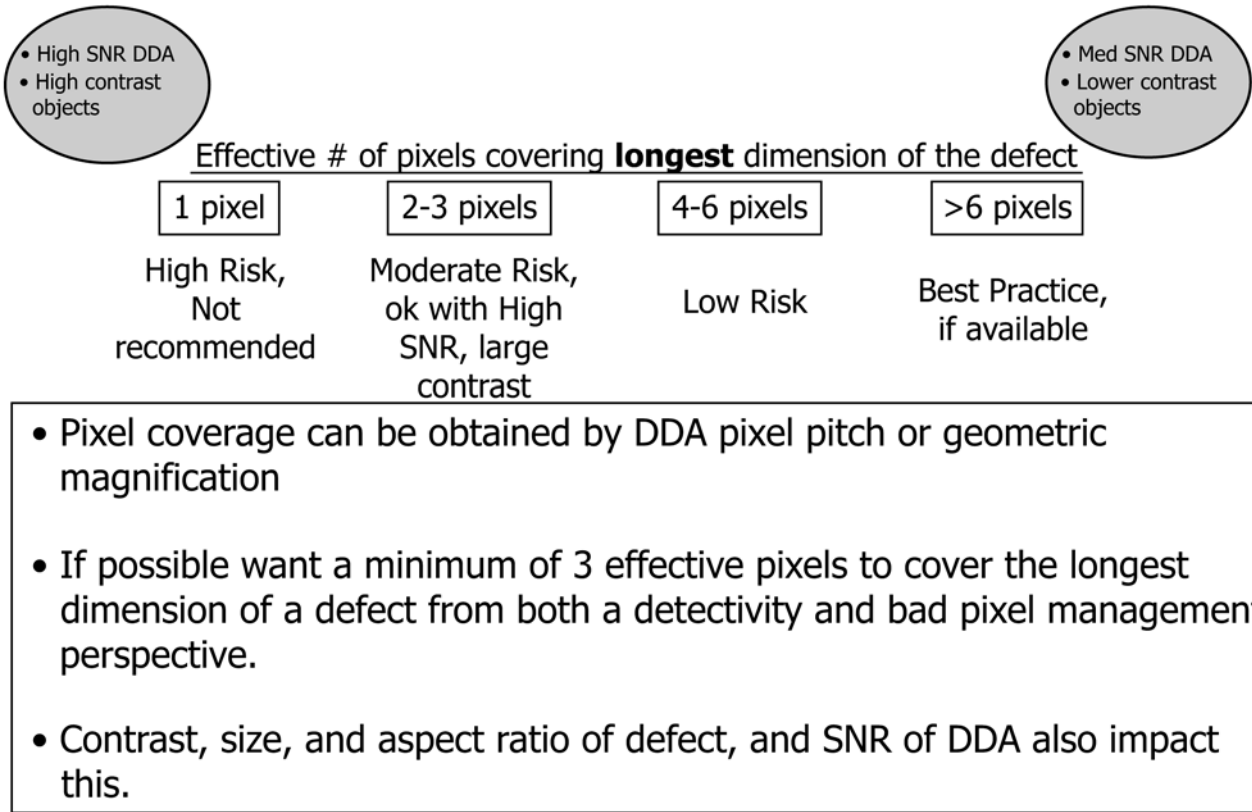 • High SNR DDA
• High contrast
objects
• Med SNR DDA
• Lower contrast
objects
Effective # of pixels covering longest dimension of the defect
1 pixel
2-3 pixels
4-6 pixels
>6 pixels
High Risk,
Not
recommended
Moderate Risk,
ok with High
SNR, large
contrast
Low Risk
Best Practice,
if available
• Pixel coverage can be obtained by DDA pixel pitch or geometric
magnification
• If possible want a minimum of 3 effective pixels to cover the longest
dimension of a defect from both a detectivity and bad pixel management
perspective.
• Contrast, size, and aspect ratio of defect, and SNR of DDA also impact
this.